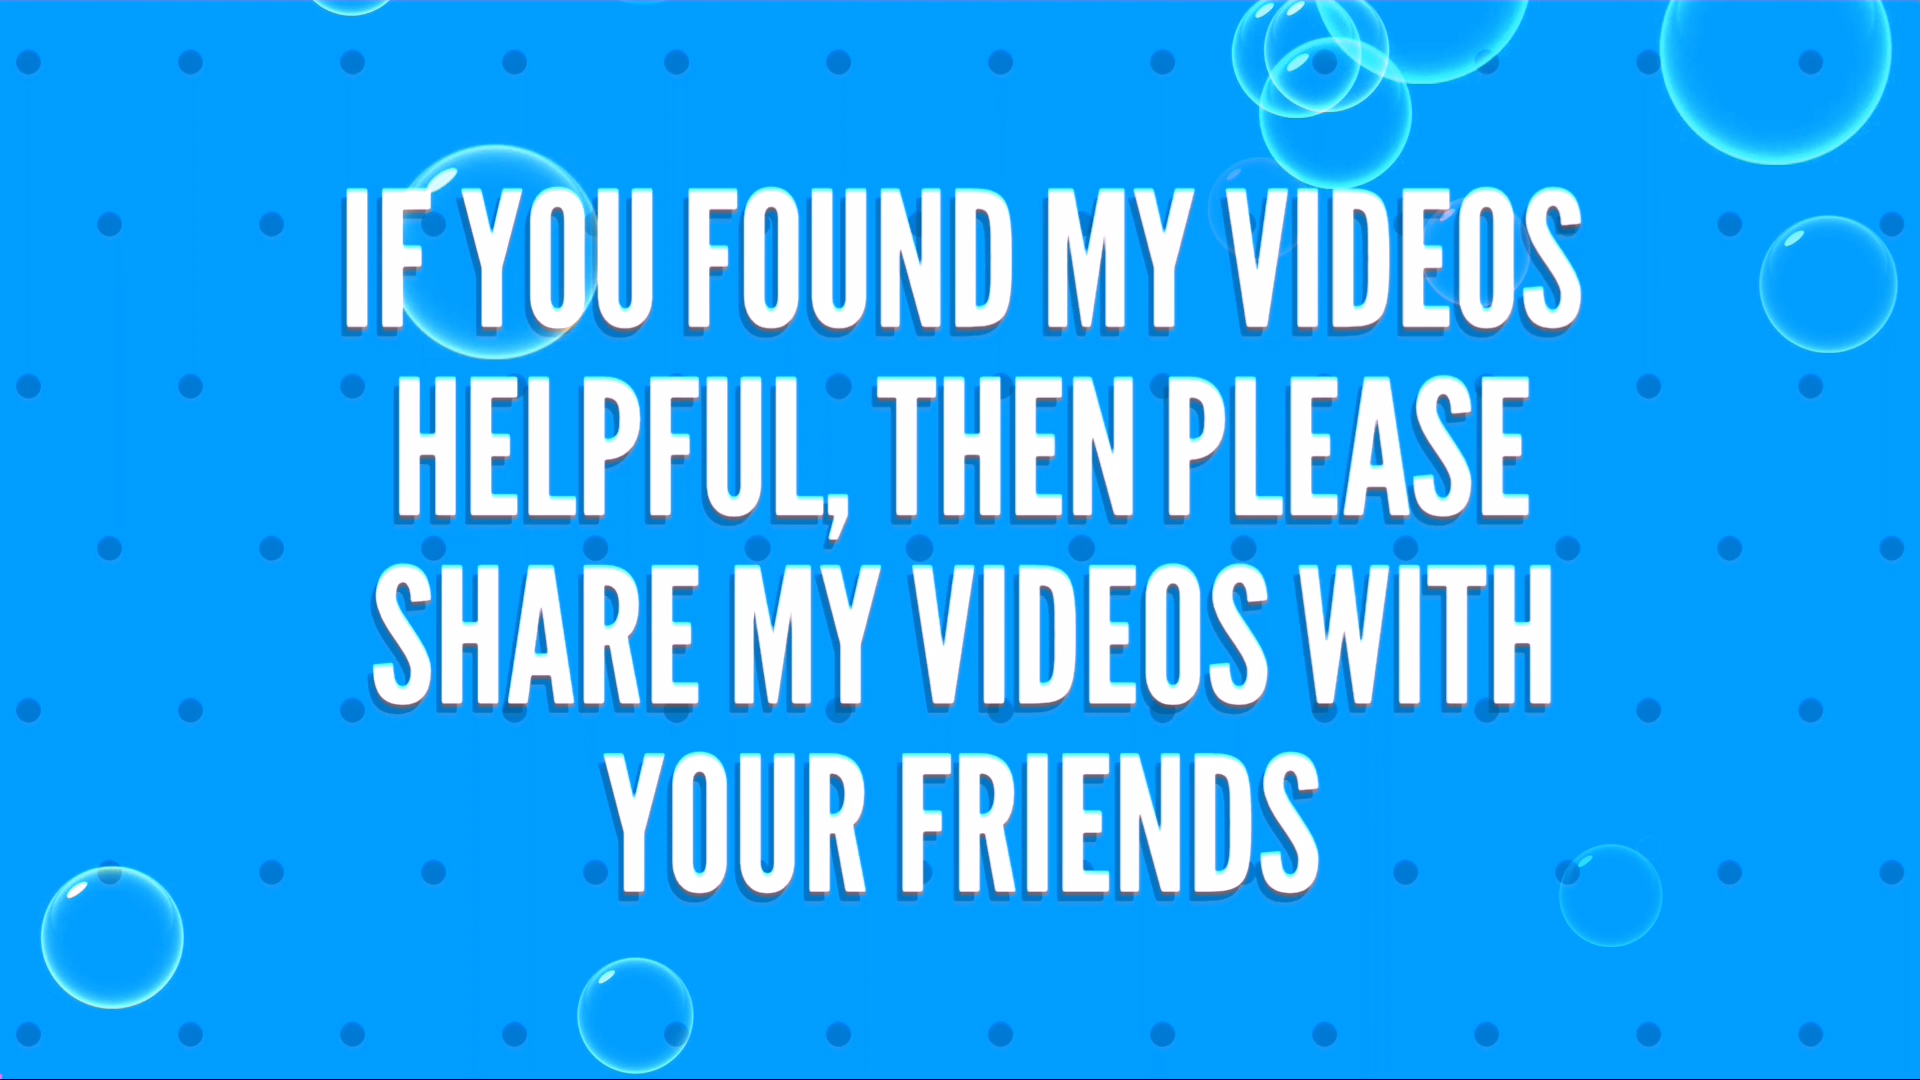 IF YOU FOUND MY VIDEOS
HELPFUL, THEN PLEASE
SHARE MY VIDEOS WITH
YOUR FRIENDS